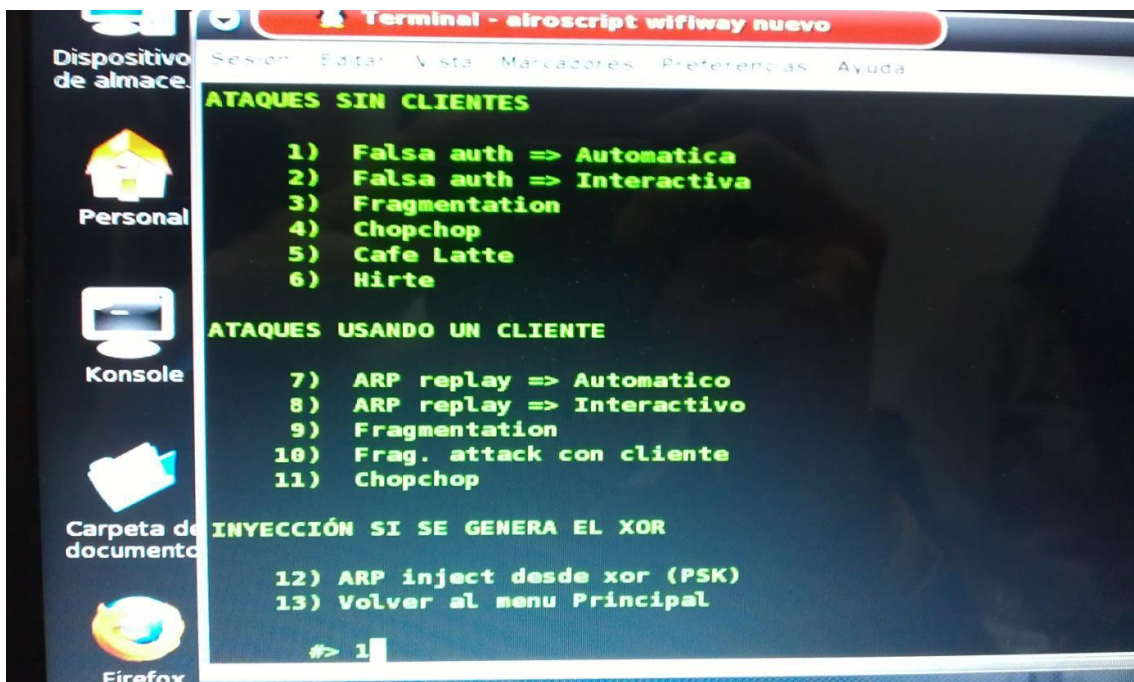 Terminal - airoscript wifiway nuevo
Sesion Editar Vista Marcadores Preferencias Ayuda
Dispositivo
de almace.
Personal
Konsole
Carpeta de
documento
Firefox
ATAQUES SIN CLIENTES
1) Falsa auth => Automatica
2) Falsa auth => Interactiva
3) Fragmentation
4) Chopchop
5) Cafe Latte
6) Hirte
ATAQUES USANDO UN CLIENTE
7) ARP replay => Automatico
8) ARP replay => Interactivo
9) Fragmentation
10) Frag. attack con cliente
11) Chopchop
INYECCIÓN SI SE GENERA EL XOR
12) ARP inject desde xor (PSK)
13) Volver al menu Principal
#> 1